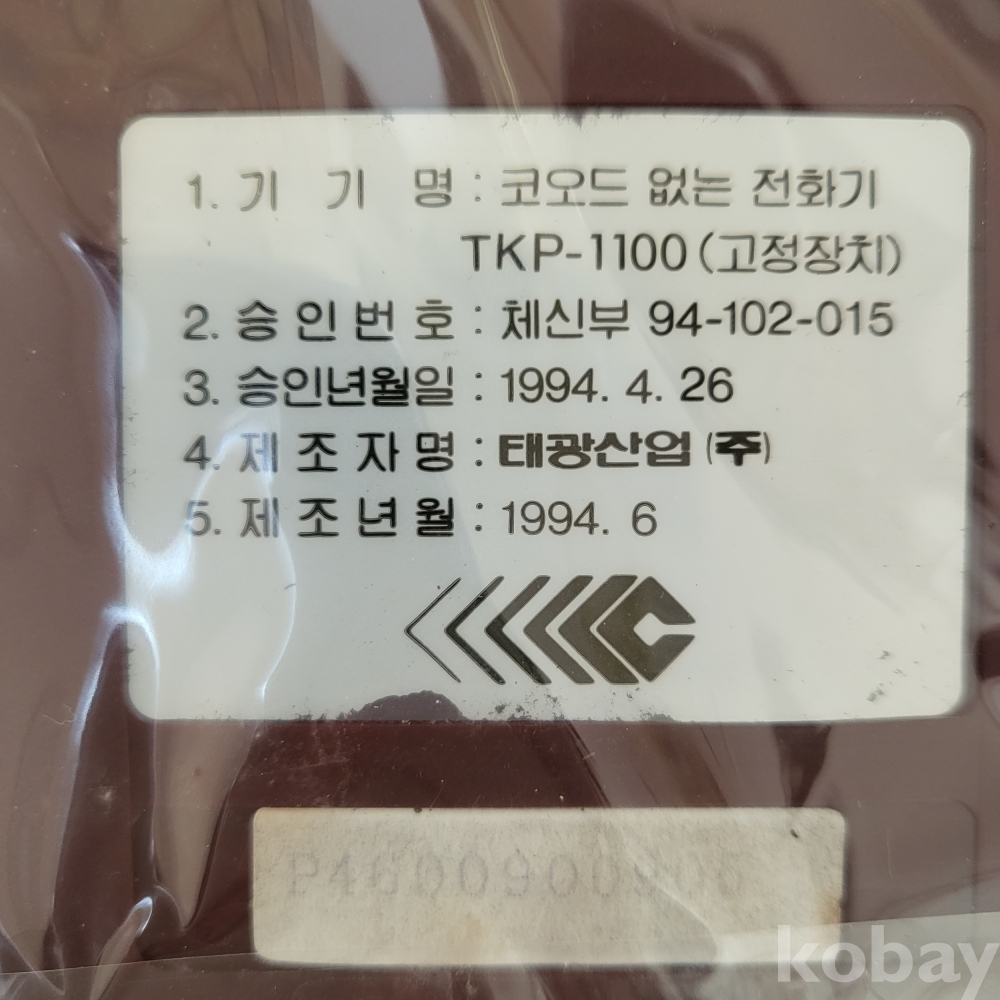 1. 기 기 명 : 코오드 없는 전화기
TKP-1100 (고정장치)
2. 승 인 번 호 : 체신부 94-102-015
3. 승인년월일 : 1994. 4. 26
4. 제 조 자 명 : 태광산업 (주)
5. 제 조 년 월 : 1994. 6
kobay